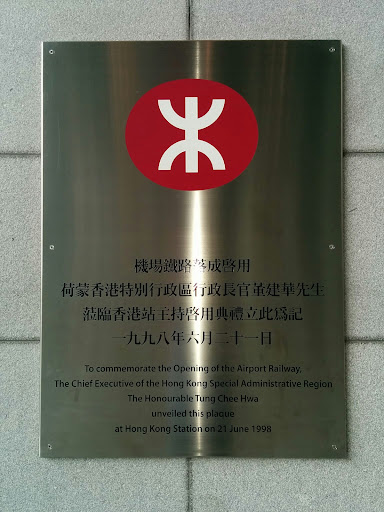 機場鐵路落成啓用
荷蒙香港特別行政區行政長官董建華先生
蒞臨香港站主持啓用典禮立此爲記
一九九八年六月二十一日
To commemorate the Opening of the Airport Railway,
The Chief Executive of the Hong Kong Special Administrative Region
The Honourable Tung Chee Hwa
unveiled this plaque
at Hong Kong Station on 21 June 1998